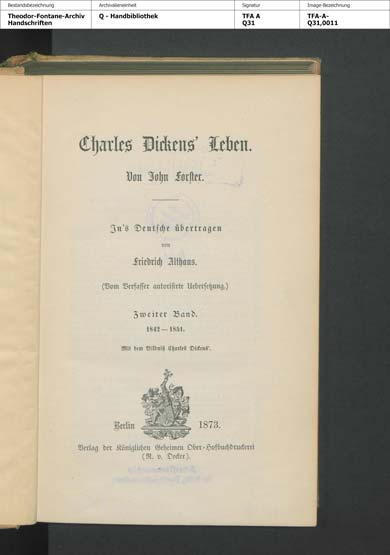 Bestandsbezeichnung Archivalieneinheit Signatur Image-Bezeichnung
Theodor-Fontane-Archiv Q - Handbibliothek TFA A TFA-A-
Handschriften Q31 Q31,0011
Charles Dickens' Leben.
Von John Forster.
In's Deutsche übertragen
von
Friedrich Althaus.
(Vom Verfasser autorisirte Uebersetzung.)
Zweiter Band.
1842—1851.
Mit dem Bildniß Charles Dickens'.
Berlin 1873.
Verlag der Königlichen Geheimen Ober-Hofbuchdruckerei
(R. v. Decker).